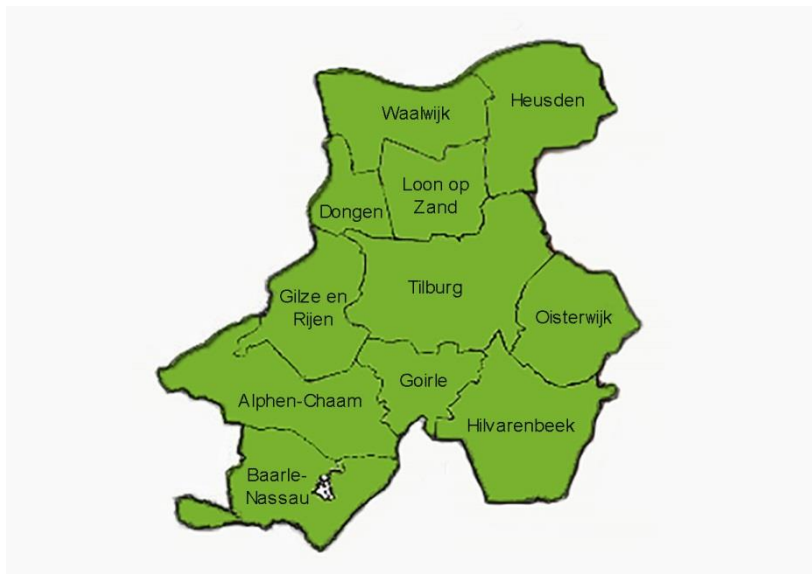 Heusden
Waalwijk
Loon op
Zand
Dongen
Tilburg
Gilze en
Rijen
Oisterwijk
Goirle
Alphen-Chaam
Hilvarenbeek
Baarle-
Nassau